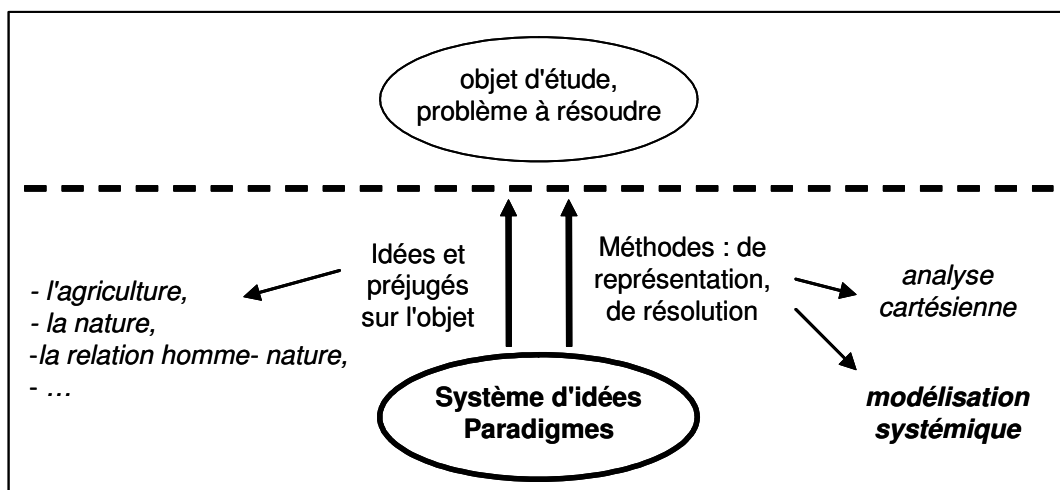 objet d'étude,
problème à résoudre
Idées et
préjugés
sur l'objet
- l'agriculture,
- la nature,
-la relation homme- nature,
- ...
Méthodes : de
représentation,
de résolution
analyse
cartésienne
modélisation
systémique
Système d'idées
Paradigmes